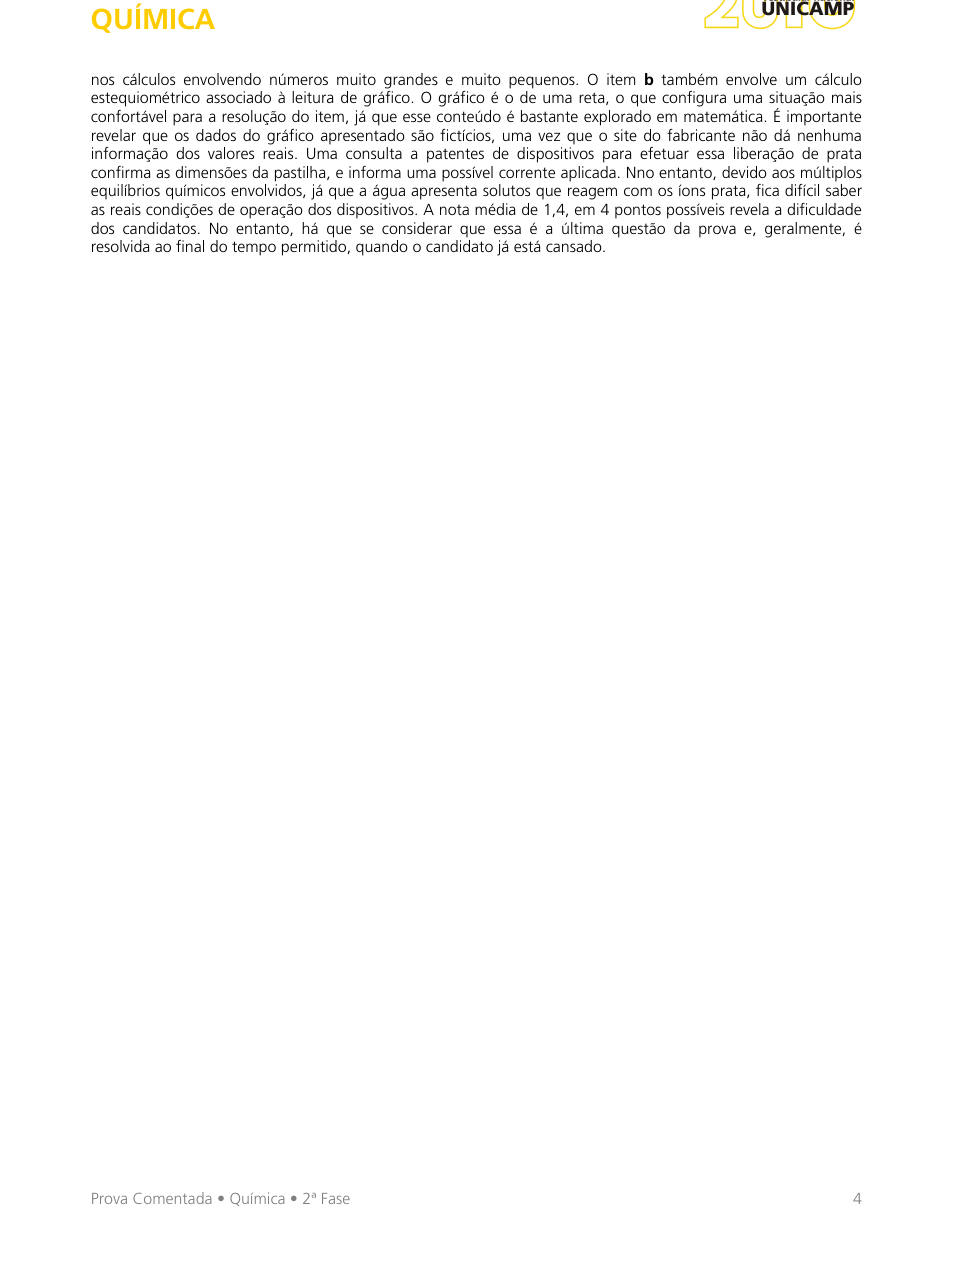 QUÍMICA
UNICAMP
nos cálculos envolvendo números muito grandes e muito pequenos. O item b também envolve um cálculo
estequiométrico associado à leitura de gráfico. O gráfico é o de uma reta, o que configura uma situação mais
confortável para a resolução do item, já que esse conteúdo é bastante explorado em matemática. É importante
revelar que os dados do gráfico apresentado são fictícios, uma vez que o site do fabricante não dá nenhuma
informação dos valores reais. Uma consulta a patentes de dispositivos para efetuar essa liberação de prata
confirma as dimensões da pastilha, e informa uma possível corrente aplicada. Nno entanto, devido aos múltiplos
equilíbrios químicos envolvidos, já que a água apresenta solutos que reagem com os íons prata, fica difícil saber
as reais condições de operação dos dispositivos. A nota média de 1,4, em 4 pontos possíveis revela a dificuldade
dos candidatos. No entanto, há que se considerar que essa é a última questão da prova e, geralmente, é
resolvida ao final do tempo permitido, quando o candidato já está cansado.
Prova Comentada • Química • 2ª Fase 4